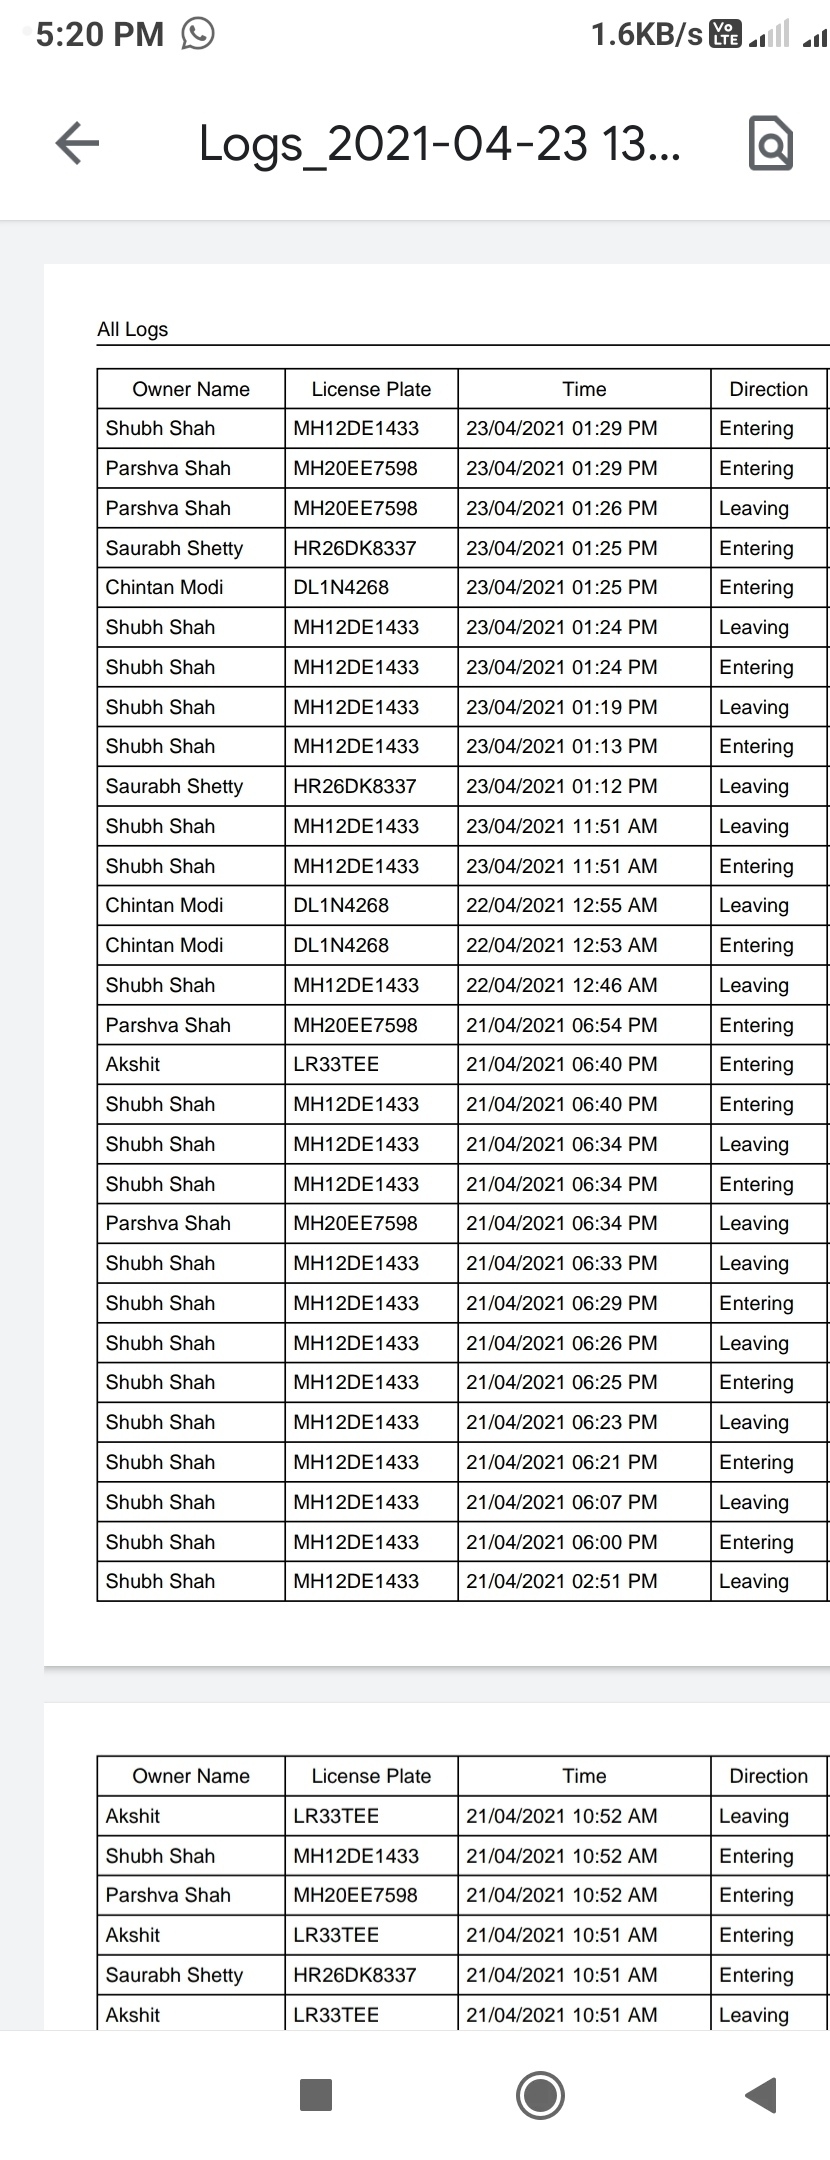 5:20 PM 1.6KB/s Vo LTE
Logs_2021-04-23 13...
All Logs
Owner Name License Plate Time Direction
Shubh Shah MH12DE1433 23/04/2021 01:29 PM Entering
Parshva Shah MH20EE7598 23/04/2021 01:29 PM Entering
Parshva Shah MH20EE7598 23/04/2021 01:26 PM Leaving
Saurabh Shetty HR26DK8337 23/04/2021 01:25 PM Entering
Chintan Modi DL1N4268 23/04/2021 01:25 PM Entering
Shubh Shah MH12DE1433 23/04/2021 01:24 PM Leaving
Shubh Shah MH12DE1433 23/04/2021 01:24 PM Entering
Shubh Shah MH12DE1433 23/04/2021 01:19 PM Leaving
Shubh Shah MH12DE1433 23/04/2021 01:13 PM Entering
Saurabh Shetty HR26DK8337 23/04/2021 01:12 PM Leaving
Shubh Shah MH12DE1433 23/04/2021 11:51 AM Leaving
Shubh Shah MH12DE1433 23/04/2021 11:51 AM Entering
Chintan Modi DL1N4268 22/04/2021 12:55 AM Leaving
Chintan Modi DL1N4268 22/04/2021 12:53 AM Entering
Shubh Shah MH12DE1433 22/04/2021 12:46 AM Leaving
Parshva Shah MH20EE7598 21/04/2021 06:54 PM Entering
Akshit LR33TEE 21/04/2021 06:40 PM Entering
Shubh Shah MH12DE1433 21/04/2021 06:40 PM Entering
Shubh Shah MH12DE1433 21/04/2021 06:34 PM Leaving
Shubh Shah MH12DE1433 21/04/2021 06:34 PM Entering
Parshva Shah MH20EE7598 21/04/2021 06:34 PM Leaving
Shubh Shah MH12DE1433 21/04/2021 06:33 PM Leaving
Shubh Shah MH12DE1433 21/04/2021 06:29 PM Entering
Shubh Shah MH12DE1433 21/04/2021 06:26 PM Leaving
Shubh Shah MH12DE1433 21/04/2021 06:25 PM Entering
Shubh Shah MH12DE1433 21/04/2021 06:23 PM Leaving
Shubh Shah MH12DE1433 21/04/2021 06:21 PM Entering
Shubh Shah MH12DE1433 21/04/2021 06:07 PM Leaving
Shubh Shah MH12DE1433 21/04/2021 06:00 PM Entering
Shubh Shah MH12DE1433 21/04/2021 02:51 PM Leaving
Owner Name License Plate Time Direction
Akshit LR33TEE 21/04/2021 10:52 AM Leaving
Shubh Shah MH12DE1433 21/04/2021 10:52 AM Entering
Parshva Shah MH20EE7598 21/04/2021 10:52 AM Entering
Akshit LR33TEE 21/04/2021 10:51 AM Entering
Saurabh Shetty HR26DK8337 21/04/2021 10:51 AM Entering
Akshit LR33TEE 21/04/2021 10:51 AM Leaving